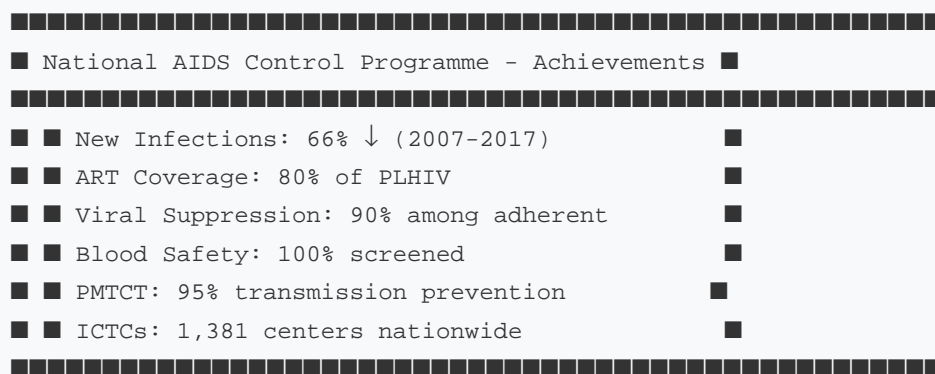 ■■■■■■■■■■■■■■■■■■■■■■■■■■■■■■■■■■■■■■■■■■■■■■■■■■■■■■■■■■
■ National AIDS Control Programme - Achievements ■
■■■■■■■■■■■■■■■■■■■■■■■■■■■■■■■■■■■■■■■■■■■■■■■■■■■■■■■■■■
■ ■ New Infections: 66% ↓ (2007-2017) ■
■ ■ ART Coverage: 80% of PLHIV ■
■ ■ Viral Suppression: 90% among adherent ■
■ ■ Blood Safety: 100% screened ■
■ ■ PMTCT: 95% transmission prevention ■
■ ■ ICTCs: 1,381 centers nationwide ■
■■■■■■■■■■■■■■■■■■■■■■■■■■■■■■■■■■■■■■■■■■■■■■■■■■■■■■■■■■